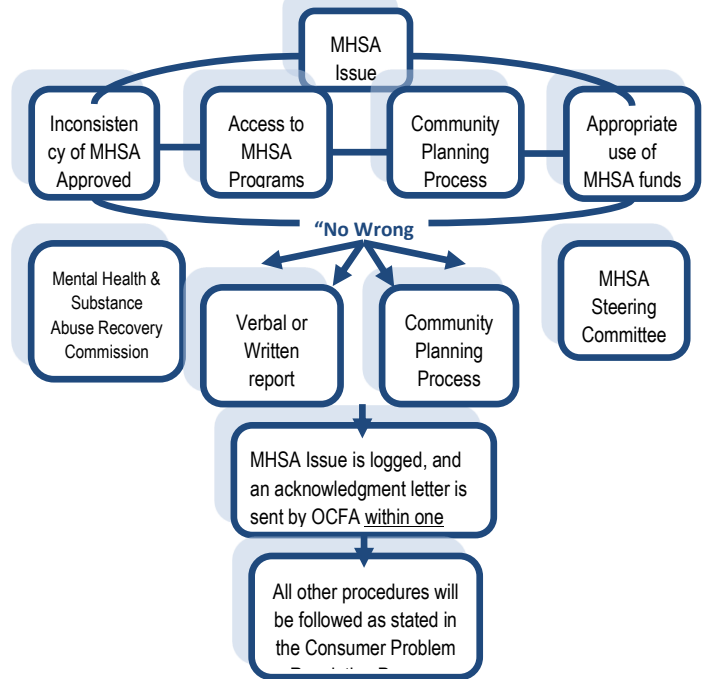 MHSA
Issue
Inconsisten
cy of MHSA
Approved
Access to
MHSA
Programs
Community
Planning
Process
Appropriate
use of
MHSA funds
“No Wrong
Mental Health &
Substance
Abuse Recovery
Commission
Verbal or
Written
report
Community
Planning
Process
MHSA
Steering
Committee
MHSA Issue is logged, and
an acknowledgment letter is
sent by OCFA within one
All other procedures will
be followed as stated in
the Consumer Problem